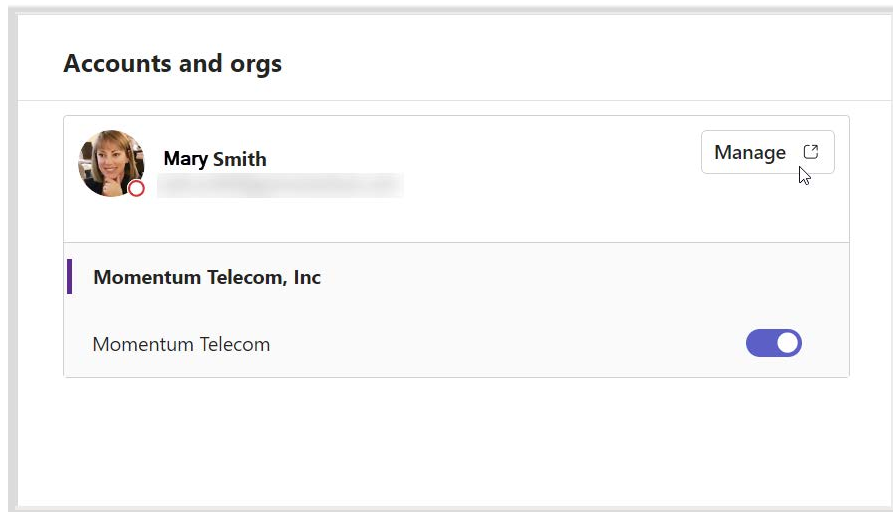 Accounts and orgs
Mary Smith
Manage
Momentum Telecom, Inc
Momentum Telecom